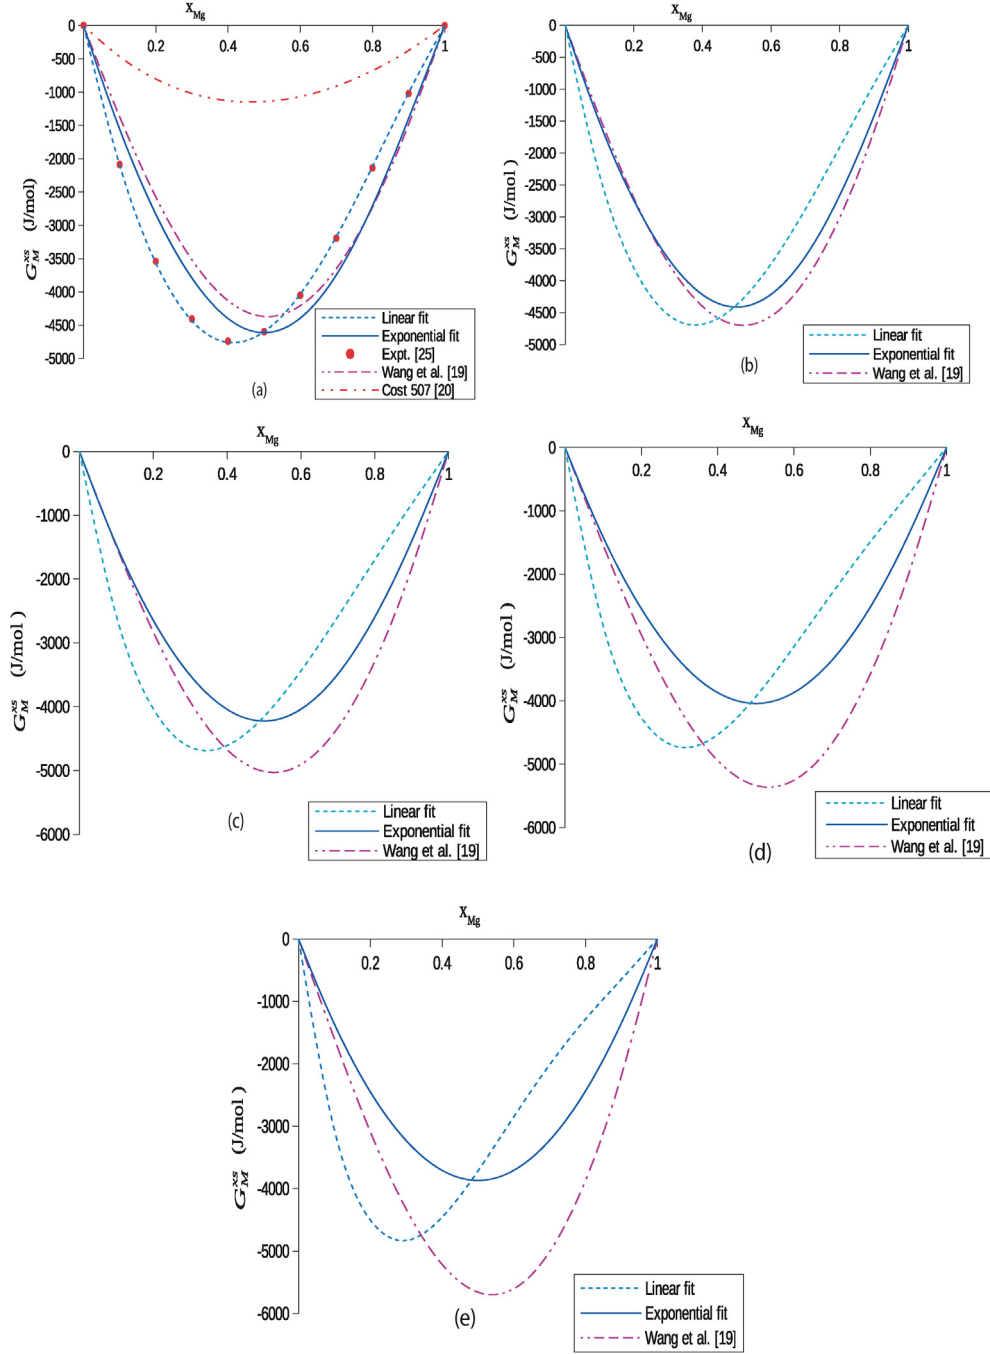 X_Mg
0
0.2
0.4
0.6
0.8
1
-500
-1000
-1500
-2000
-2500
-3000
-3500
-4000
-4500
-5000
G_M^xs (J/mol)
Linear fit
Exponential fit
Expt. [25]
Wang et al. [19]
Cost 507 [20]
(a)
X_Mg
0
0.2
0.4
0.6
0.8
1
-500
-1000
-1500
-2000
-2500
-3000
-3500
-4000
-4500
-5000
G_M^xs (J/mol)
Linear fit
Exponential fit
Wang et al. [19]
(b)
X_Mg
0
0.2
0.4
0.6
0.8
1
-1000
-2000
-3000
-4000
-5000
-6000
G_M^xs (J/mol )
Linear fit
Exponential fit
Wang et al. [19]
(c)
X_Mg
0
0.2
0.4
0.6
0.8
1
-1000
-2000
-3000
-4000
-5000
-6000
G_M^xs (J/mol )
Linear fit
Exponential fit
Wang et al. [19]
(d)
X_Mg
0
0.2
0.4
0.6
0.8
1
-1000
-2000
-3000
-4000
-5000
-6000
G_M^xs (J/mol )
Linear fit
Exponential fit
Wang et al. [19]
(e)